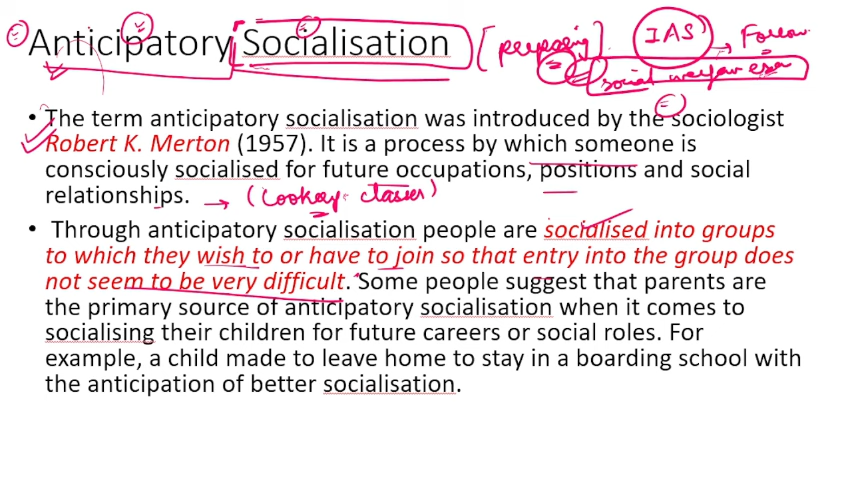 Anticipatory Socialisation [preparing]. IAS → Follow
social welfare
• The term anticipatory socialisation was introduced by the sociologist
Robert K. Merton (1957). It is a process by which someone is
consciously socialised for future occupations, positions and social
relationships. → (Cookery classes)
• Through anticipatory socialisation people are socialised into groups
to which they wish to or have to join so that entry into the group does
not seem to be very difficult. Some people suggest that parents are
the primary source of anticipatory socialisation when it comes to
socialising their children for future careers or social roles. For
example, a child made to leave home to stay in a boarding school with
the anticipation of better socialisation.